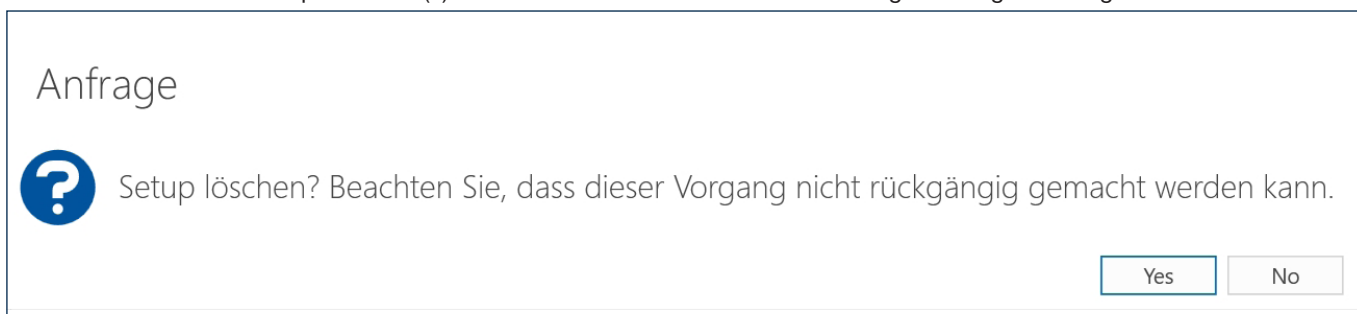 Anfrage
Setup löschen? Beachten Sie, dass dieser Vorgang nicht rückgängig gemacht werden kann.
Yes
No